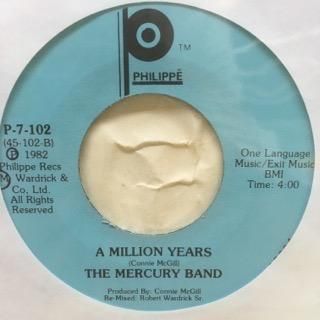 P
TM
PHILIPPĒ
P-7-102
(45-102-B)
Ⓟ 1982
Philippe Recs
M. Wardrick &
Co., Ltd.
All Rights
Reserved
One Language
Music/Exit Music
BMI
Time: 4:00
A MILLION YEARS
(Connie McGill)
THE MERCURY BAND
Produced By: Connie McGill
Re-Mixed: Robert Wardrick Sr.